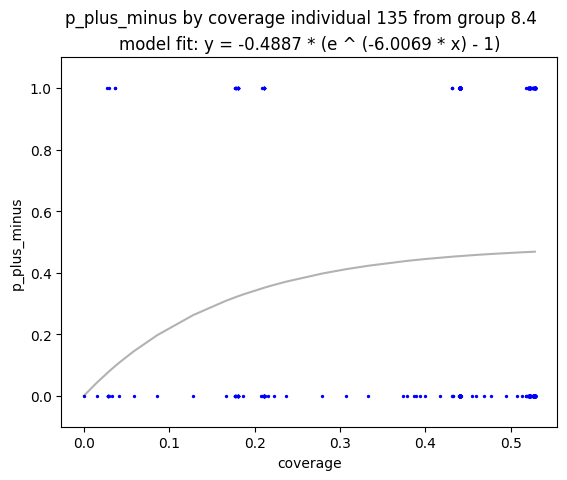 p_plus_minus by coverage individual 135 from group 8.4
model fit: y = -0.4887 * (e ^ (-6.0069 * x) - 1)
1.0
0.8
0.6
0.4
0.2
0.0
p_plus_minus
0.0 0.1 0.2 0.3 0.4 0.5
coverage